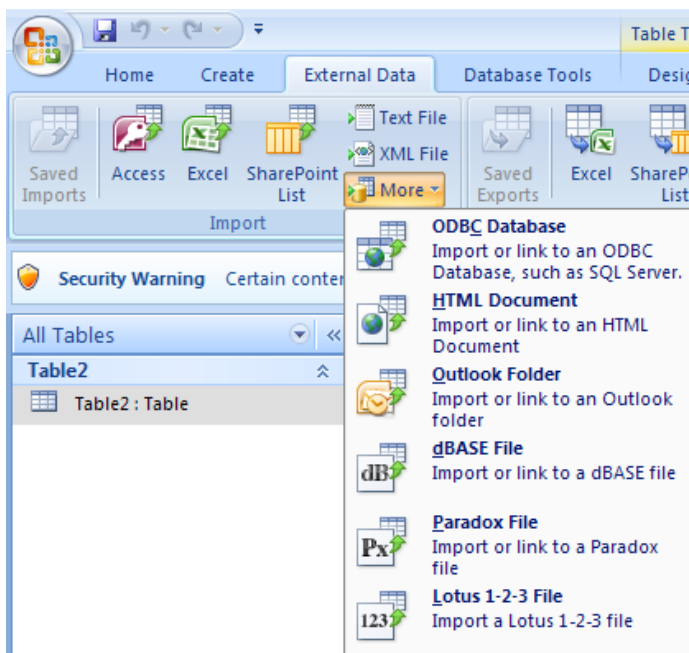 Table T
Home Create External Data Database Tools Desig
Saved Imports
Access
Excel
SharePoint List
Text File
XML File
More
Saved Exports
Excel
ShareP
List
Import
Security Warning Certain conter
All Tables
Table2
Table2 : Table
ODBC Database
Import or link to an ODBC
Database, such as SQL Server.
HTML Document
Import or link to an HTML
Document
Outlook Folder
Import or link to an Outlook
folder
dB
dBASE File
Import or link to a dBASE file
Px
Paradox File
Import or link to a Paradox
file
123
Lotus 1-2-3 File
Import a Lotus 1-2-3 file